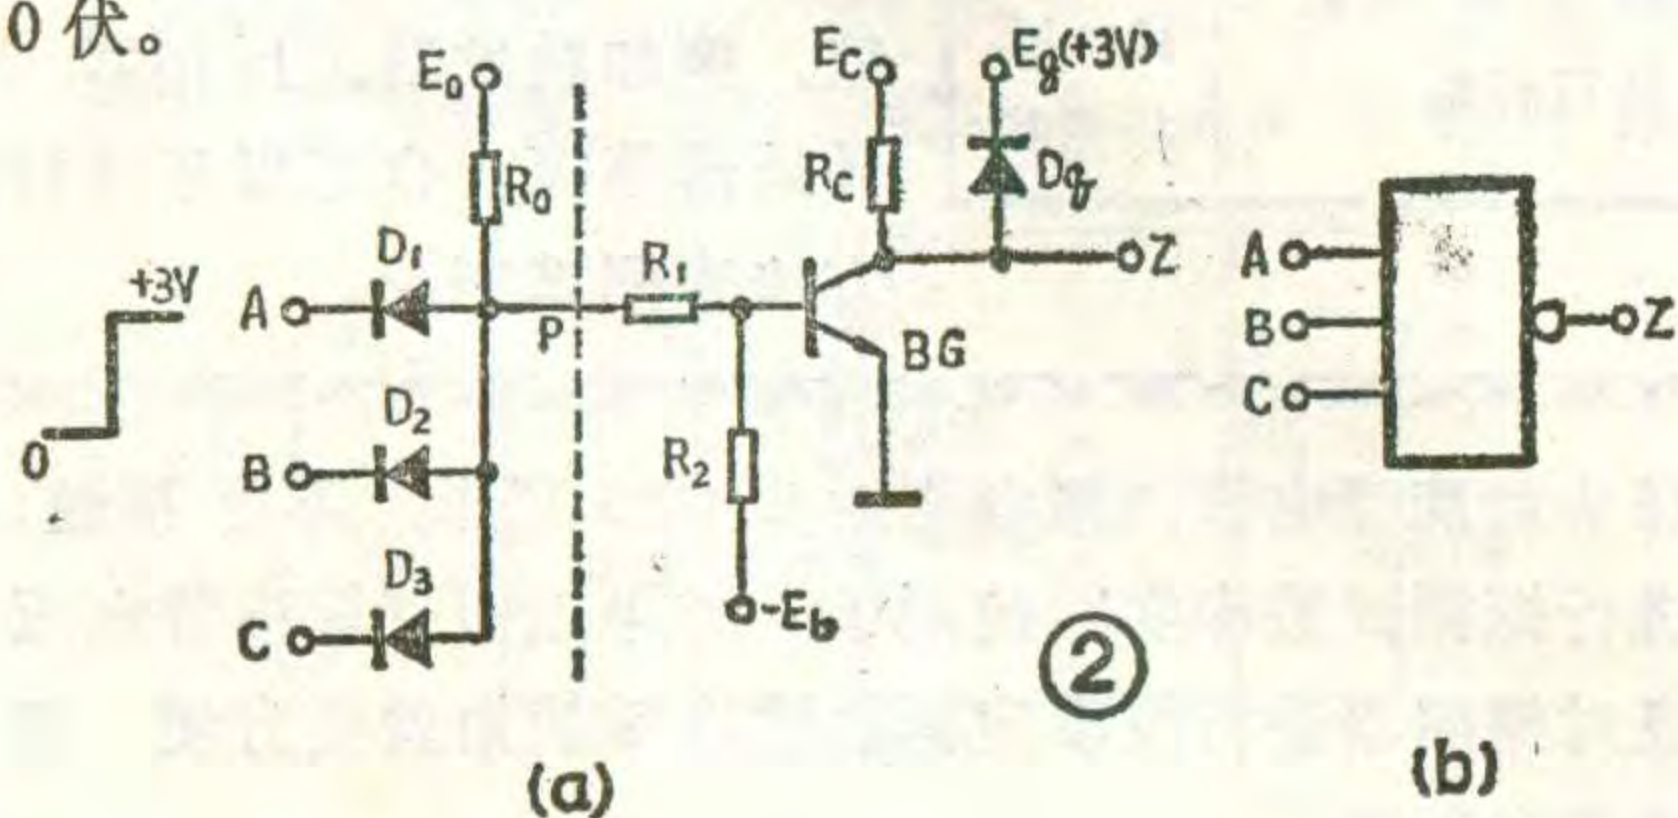 0 伏。
E₀
Ec
Eg(+3V)
R₀
Rc
Dg
D₁
R₁
+3V
A
P
Z
BG
0
D₂
B
R₂
D₃
C
-Eb
②
(a)
A
B
C
Z
(b)